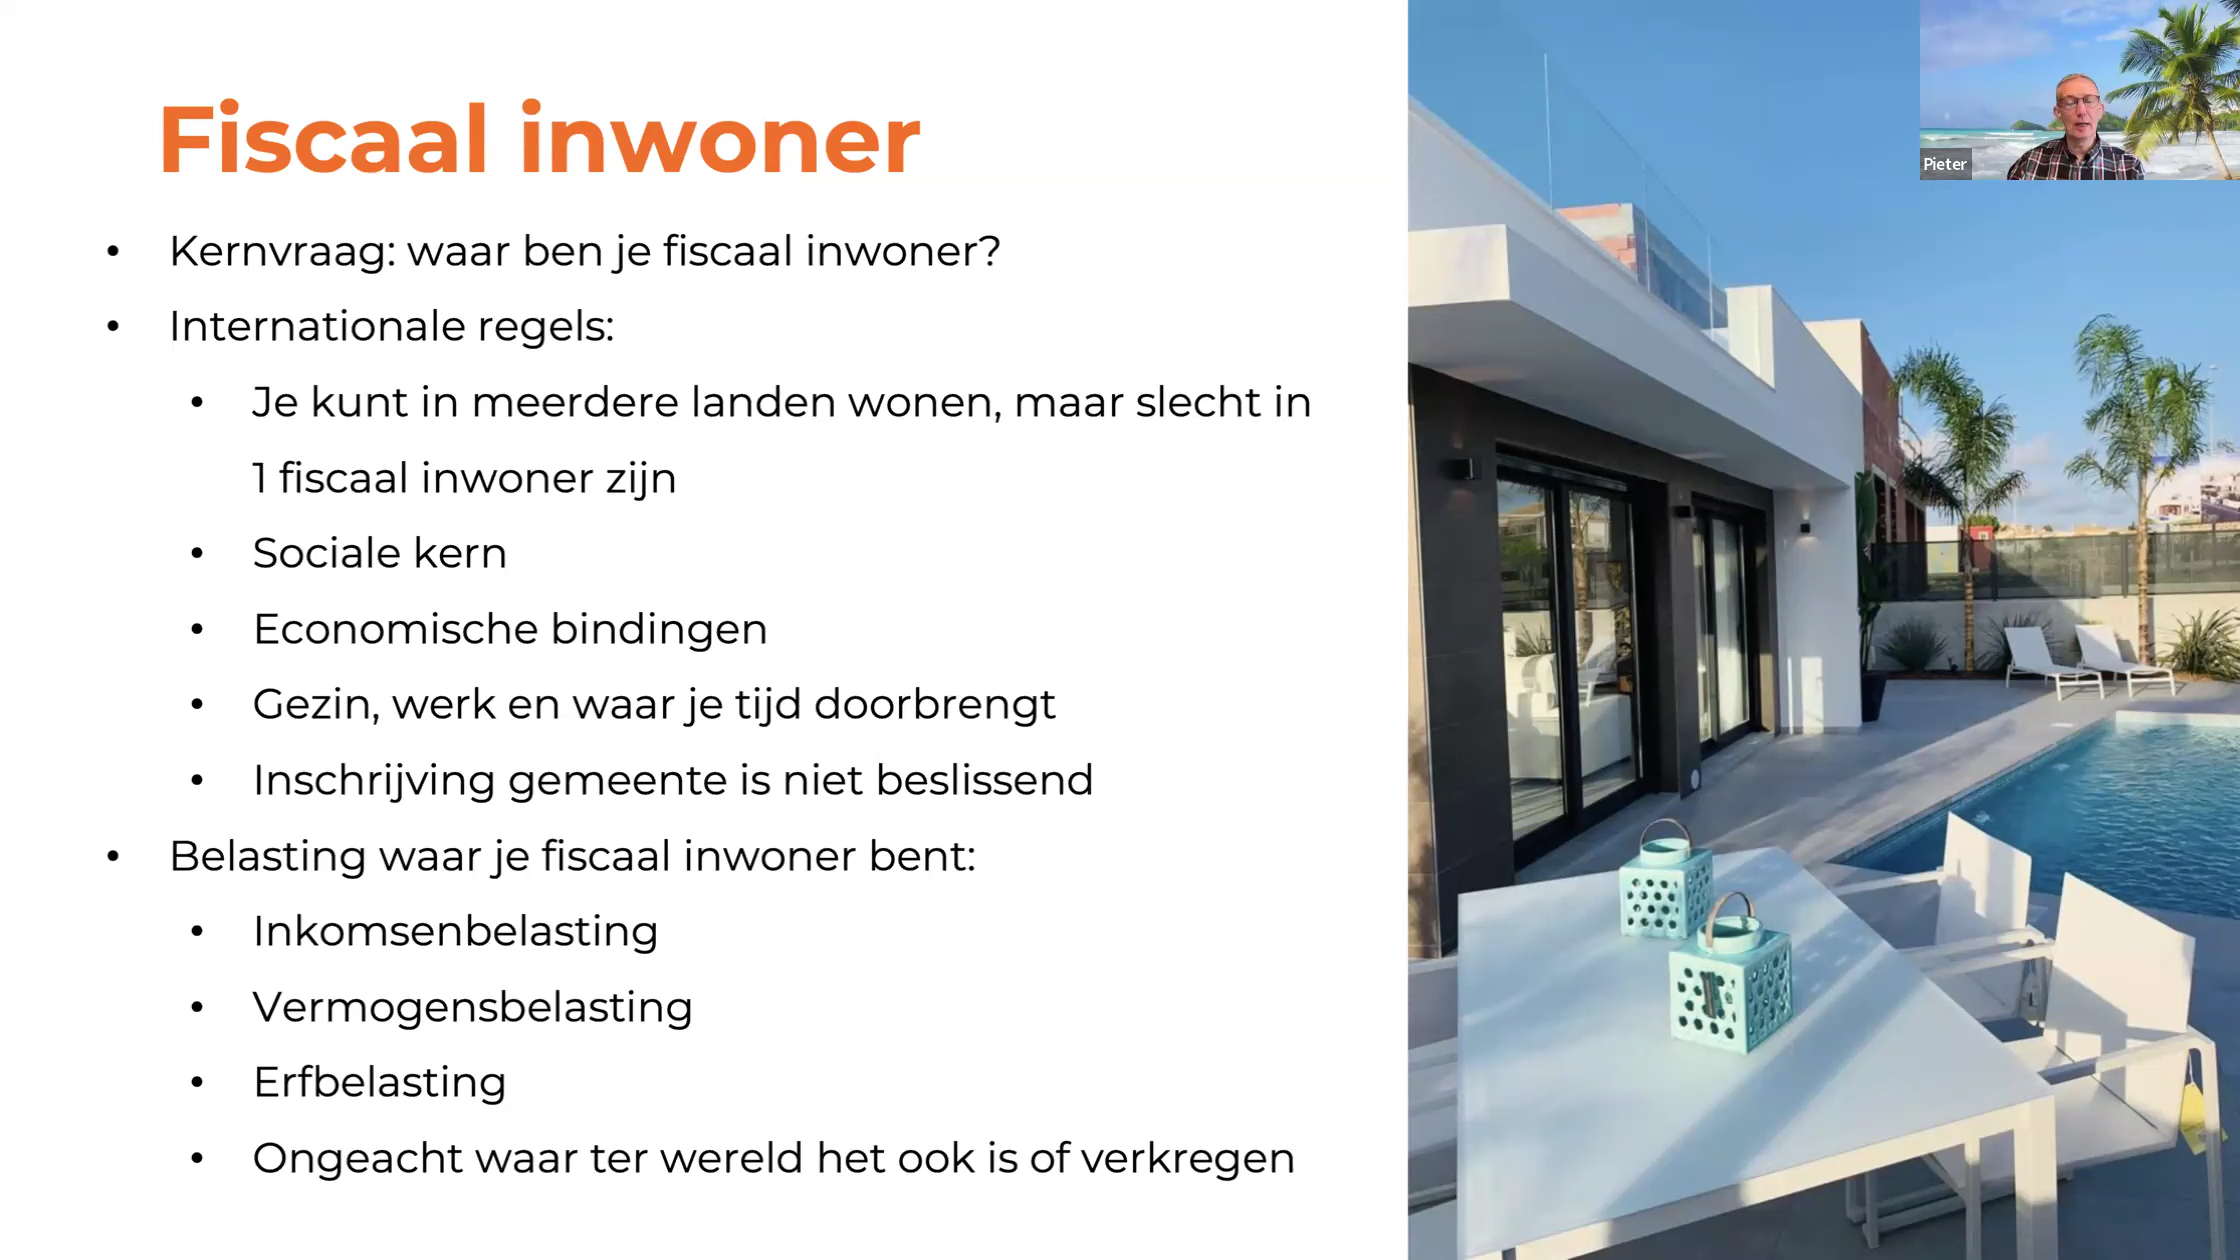 Fiscaal inwoner
• Kernvraag: waar ben je fiscaal inwoner?
• Internationale regels:
• Je kunt in meerdere landen wonen, maar slecht in
1 fiscaal inwoner zijn
• Sociale kern
• Economische bindingen
• Gezin, werk en waar je tijd doorbrengt
• Inschrijving gemeente is niet beslissend
• Belasting waar je fiscaal inwoner bent:
• Inkomsenbelasting
• Vermogensbelasting
• Erfbelasting
• Ongeacht waar ter wereld het ook is of verkregen
Pieter